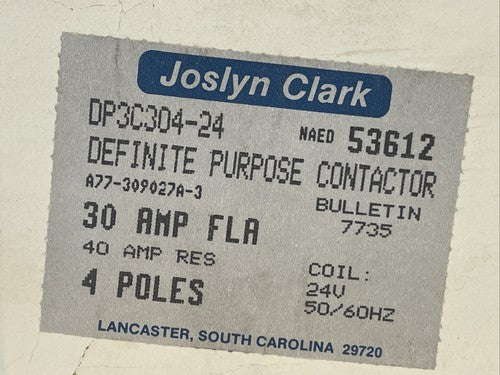 Joslyn Clark
DP3C304-24
NAED 53612
DEFINITE PURPOSE CONTACTOR
A77-309027A-3
BULLETIN
7735
30 AMP FLA
40 AMP RES
4 POLES
COIL:
24V
50/60HZ
LANCASTER, SOUTH CAROLINA 29720